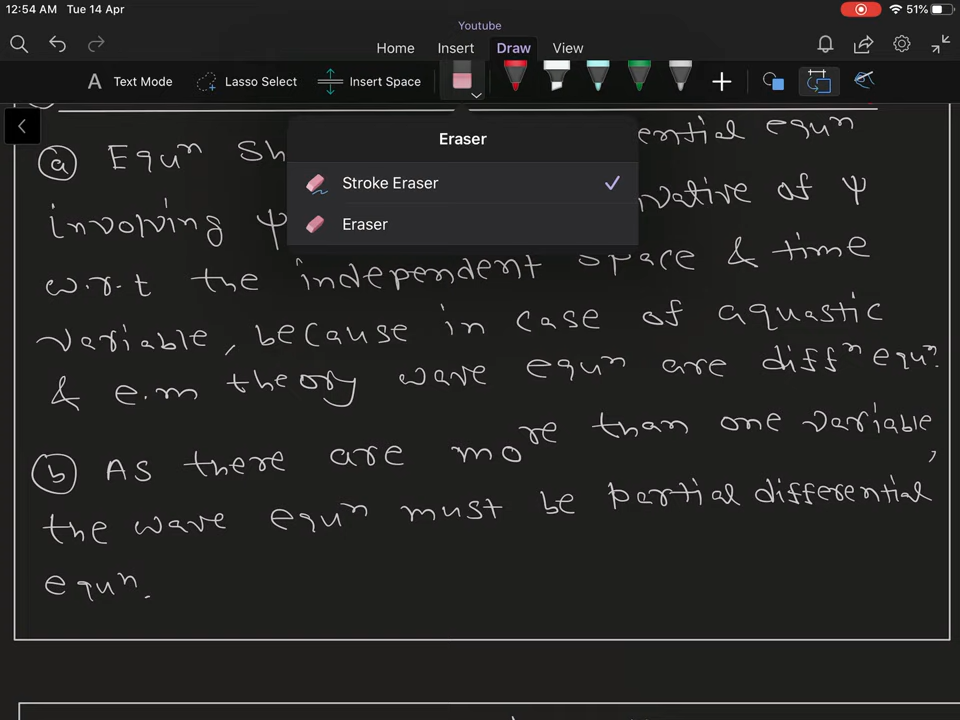 12:54 AM Tue 14 Apr
51%
Youtube
Home Insert Draw View
Text Mode Lasso Select Insert Space
Eraser
Stroke Eraser
Eraser
ⓐ Equⁿ Sh ential equⁿ
involving ψ vative of ψ
w.r.t the independent space & time
variable, because in case of aquastic
& e.m theory wave equⁿ are diffⁿ equⁿ.
ⓑ As there are more than one variable,
the wave equⁿ must be partial differential
equⁿ.